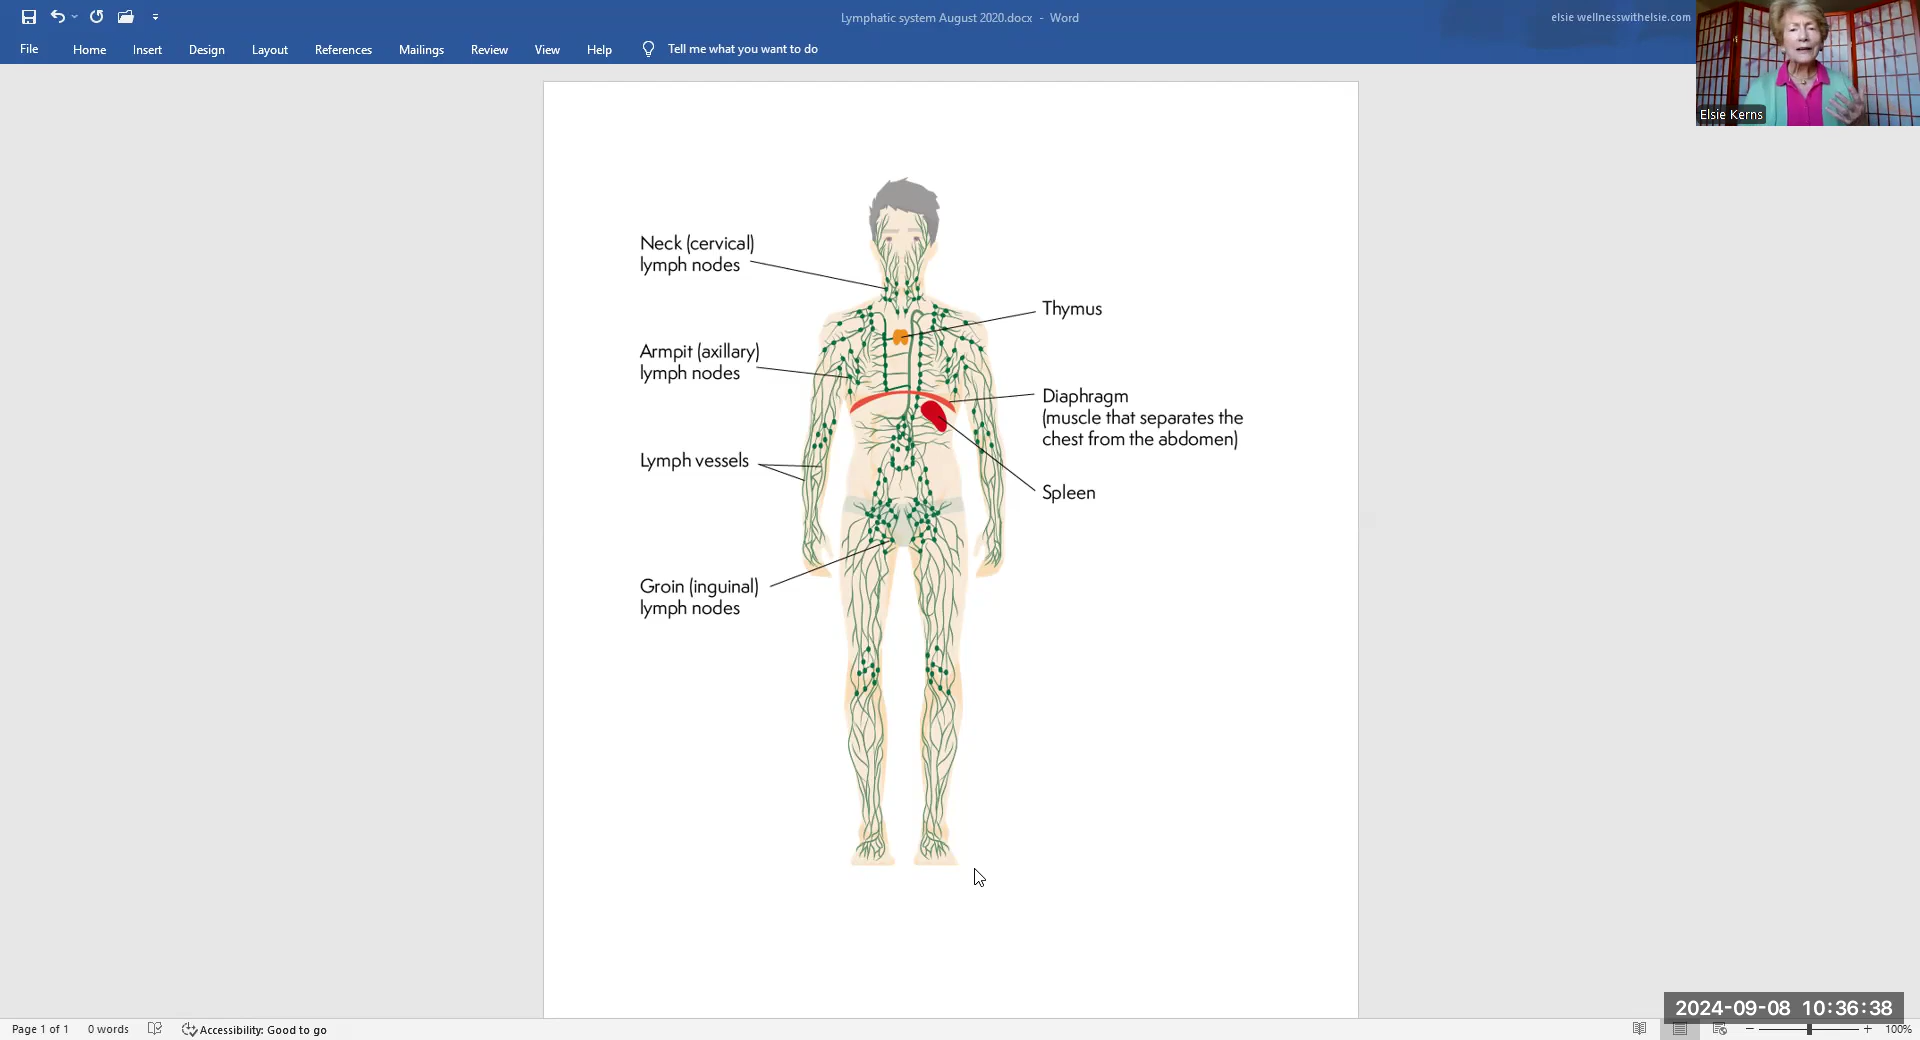 Lymphatic system August 2020.docx - Word
elsie wellnesswithelsie.com
File Home Insert Design Layout References Mailings Review View Help Tell me what you want to do
Elsie Kerns
Neck (cervical)
lymph nodes
Thymus
Armpit (axillary)
lymph nodes
Diaphragm
(muscle that separates the
chest from the abdomen)
Lymph vessels
Spleen
Groin (inguinal)
lymph nodes
2024-09-08 10:36:38
Page 1 of 1 0 words Accessibility: Good to go 100%